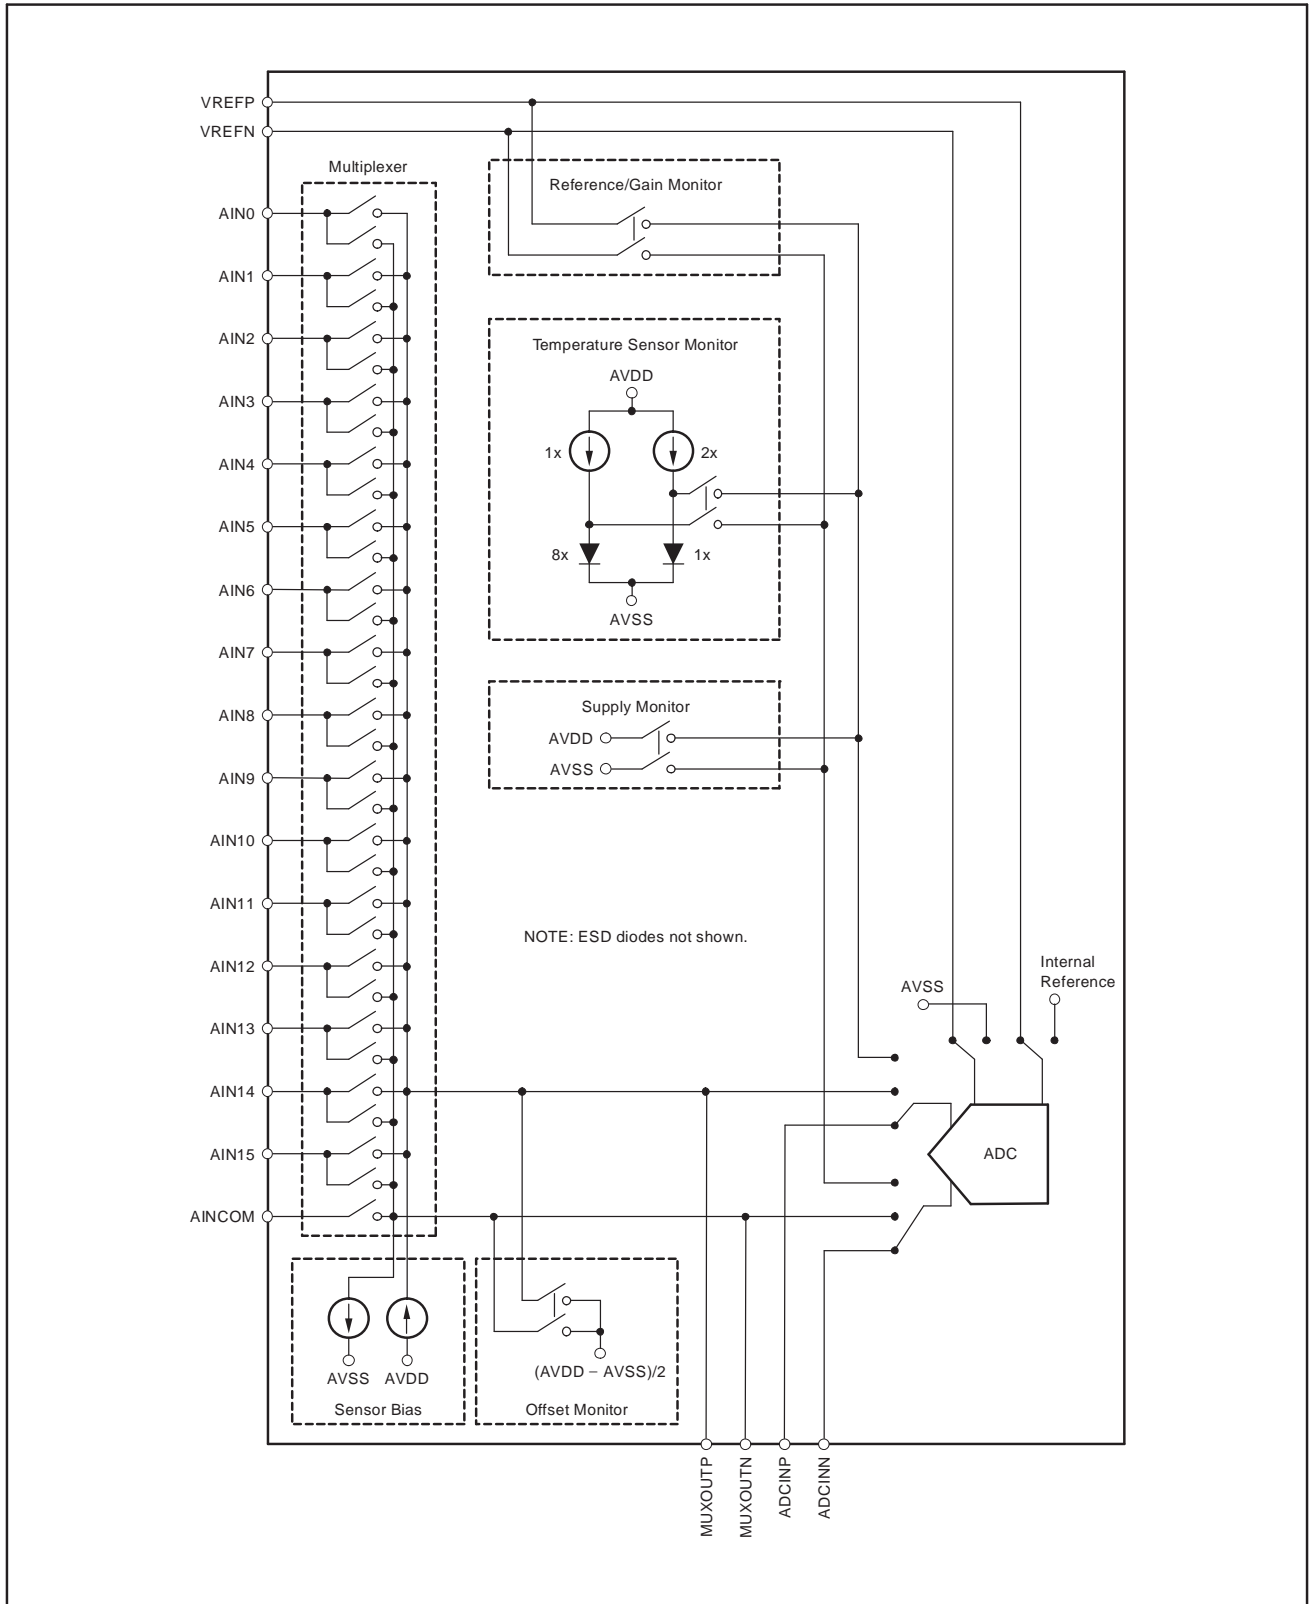 VREFP
VREFN
Multiplexer
Reference/Gain Monitor
AIN0
AIN1
AIN2
Temperature Sensor Monitor
AVDD
AIN3
1x
2x
AIN4
AIN5
8x
1x
AIN6
AVSS
AIN7
Supply Monitor
AIN8
AVDD
AVSS
AIN9
AIN10
AIN11
NOTE: ESD diodes not shown.
AIN12
Internal
Reference
AVSS
AIN13
AIN14
AIN15
ADC
AINCOM
AVSS
AVDD
(AVDD − AVSS)/2
Sensor Bias
Offset Monitor
MUXOUTP
MUXOUTN
ADCINP
ADCINN